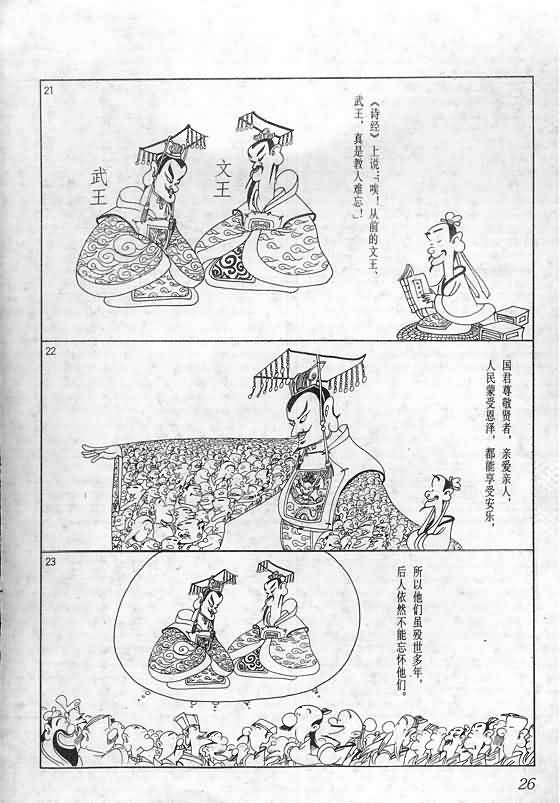 21
《诗经》上说：「唉！从前的文王、
武王，真是教人难忘！」
文王
武王
22
国君尊敬贤者，亲爱亲人，
人民蒙受恩泽，都能享受安乐，
23
所以他们虽殁世多年，
后人依然不能忘怀他们。
26